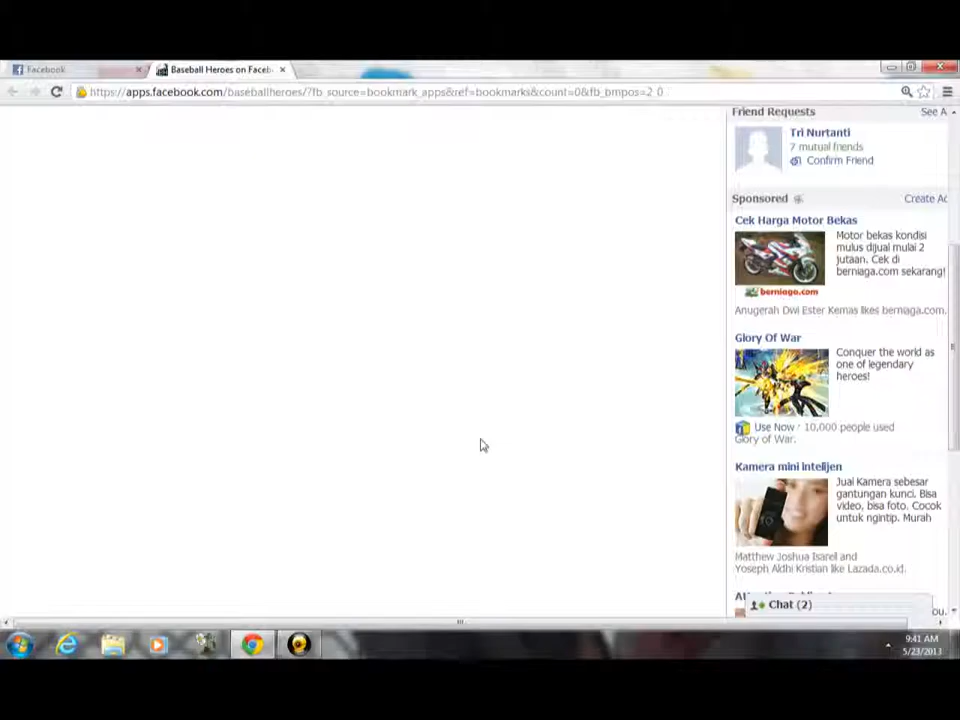 Facebook
Baseball Heroes on Faceb
https://apps.facebook.com/baseballheroes/?fb_source=bookmark_apps&ref=bookmarks&count=0&fb_bmpos=2_0
Friend Requests
See A
Tri Nurtanti
7 mutual friends
Confirm Friend
Sponsored
Create Ad
Cek Harga Motor Bekas
Motor bekas kondisi
mulus dijual mulai 2
jutaan. Cek di
berniaga.com sekarang!
berniaga.com
Anugerah Dwi Ester Kemas likes berniaga.com.
Glory Of War
Conquer the world as
one of legendary
heroes!
Use Now · 10,000 people used
Glory of War.
Kamera mini intelijen
Jual Kamera sebesar
gantungan kunci. Bisa
video, bisa foto. Cocok
untuk ngintip. Murah
Matthew Joshua Isarel and
Yoseph Aldhi Kristian like Lazada.co.id.
Chat (2)
ou.
9:41 AM
5/23/2013